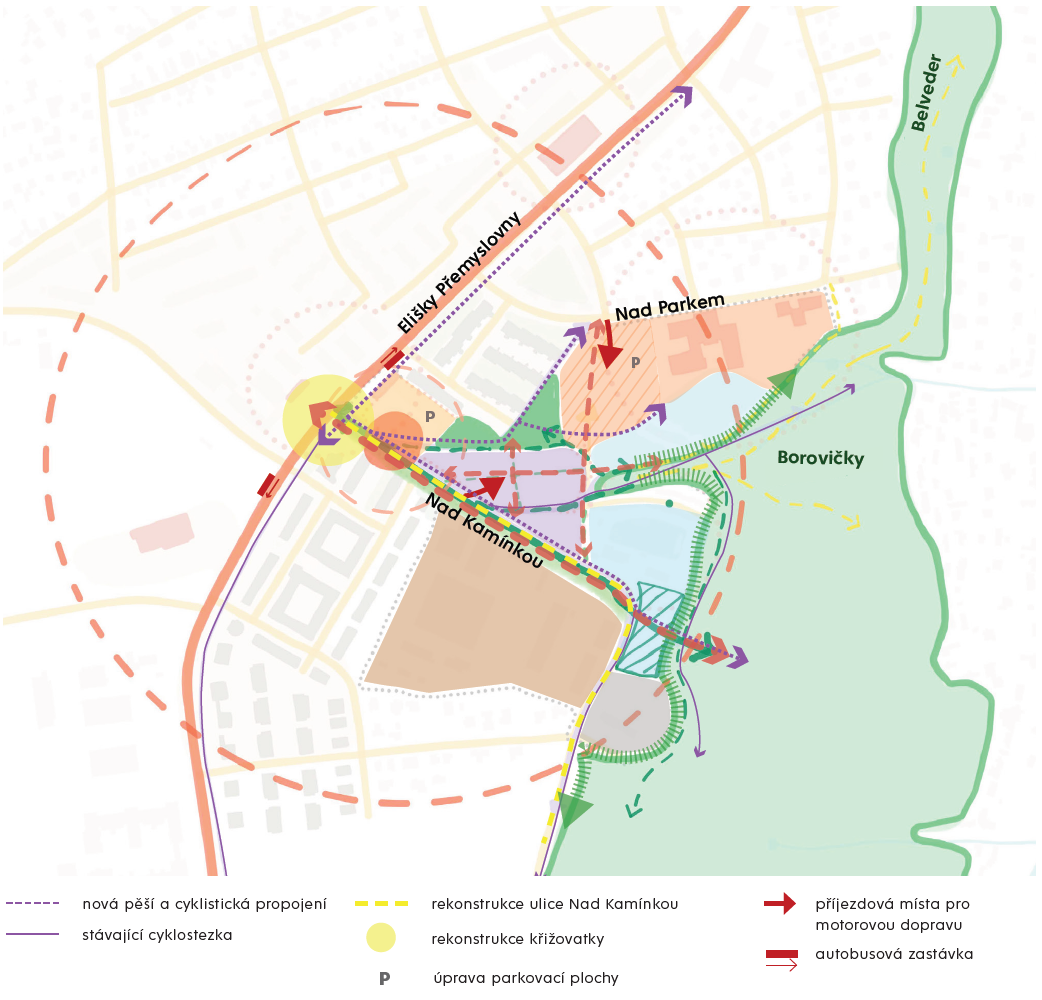 Belveder
Elišky Přemyslovny
Nad Parkem
P
P
Borovičky
Nad Kamínkou
nová pěší a cyklistická propojení
stávající cyklostezka
rekonstrukce ulice Nad Kamínkou
rekonstrukce křižovatky
P úprava parkovací plochy
příjezdová místa pro
motorovou dopravu
autobusová zastávka